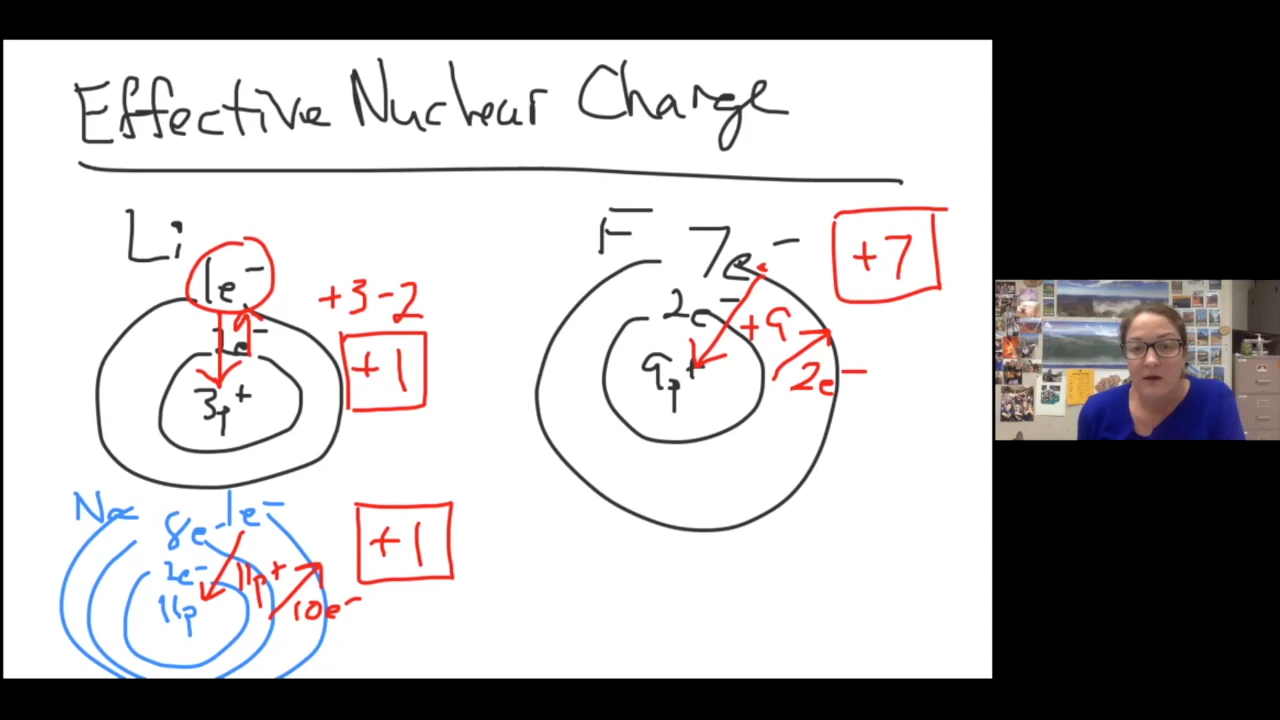 Effective Nuclear Charge
Li
1e⁻
2e⁻
3p⁺
+3-2
+1
F
7e⁻
2e⁻
9p⁺
+9
2e⁻
+7
Na
1e⁻
8e⁻
2e⁻
11p
11p⁺
10e⁻
+1